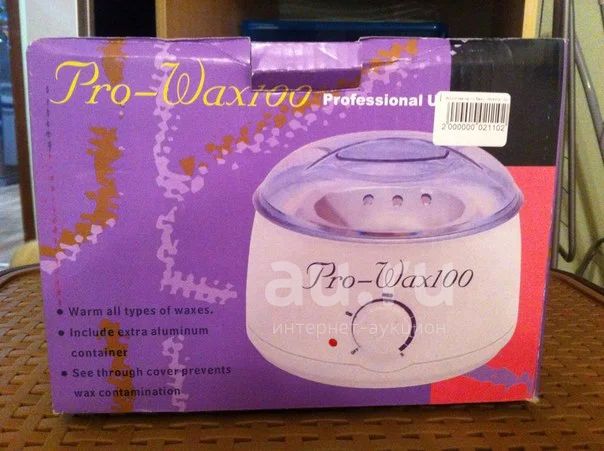 Pro-Wax100 Professional U
2 000000 021102
Pro-Wax100
au.ru
интернет-аукцион
• Warm all types of waxes.
• Include extra aluminum
container
• See through cover prevents
wax contamination